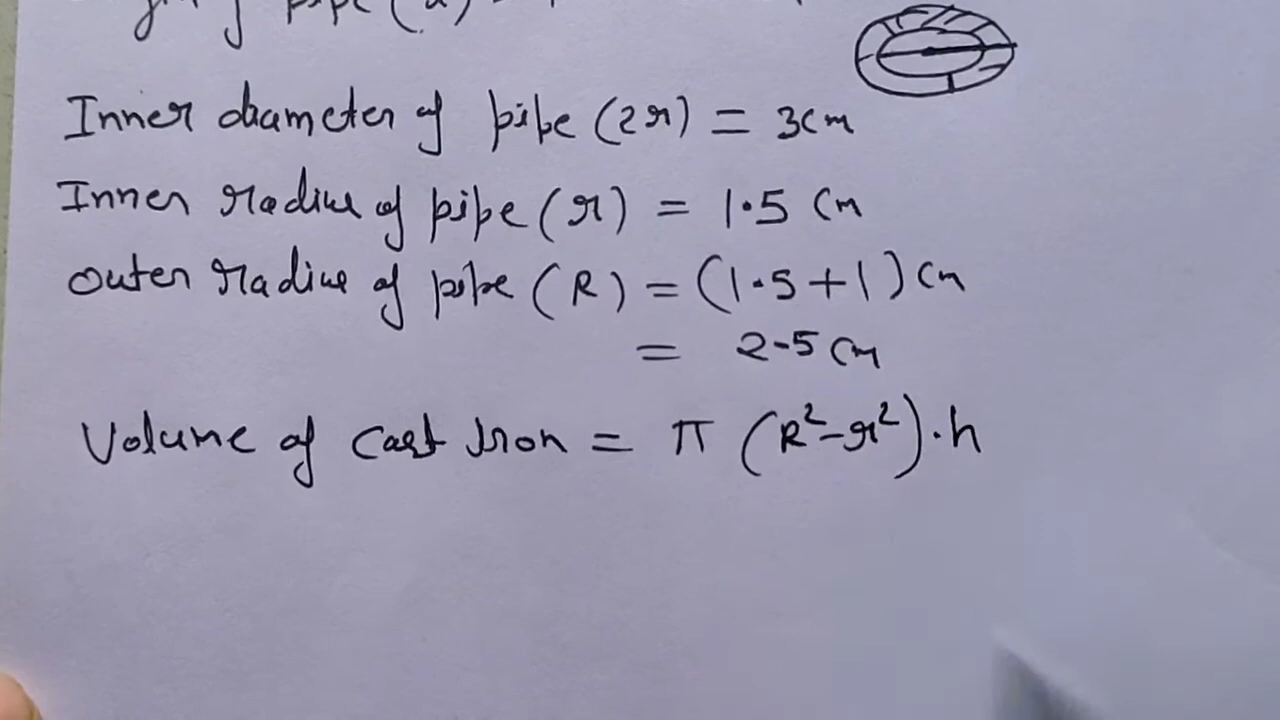 Inner diameter of pipe (2r) = 3cm
Inner radius of pipe (r) = 1.5 cm
Outer radius of pipe (R) = (1.5+1) cm
= 2.5 cm
Volume of cast Iron = π (R²-r²).h